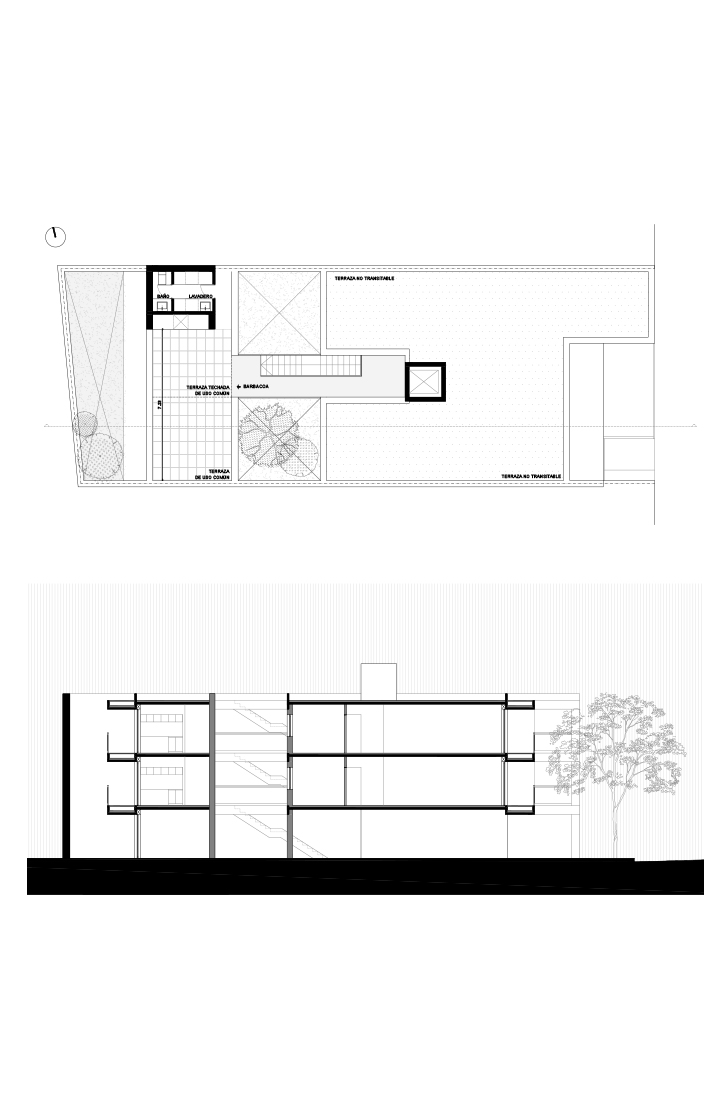 TERRAZA NO TRANSITABLE
BAÑO
LAVADERO
TERRAZA TECHADA
DE USO COMÚN
BARBACOA
7.20
TERRAZA
DE USO COMÚN
TERRAZA NO TRANSITABLE